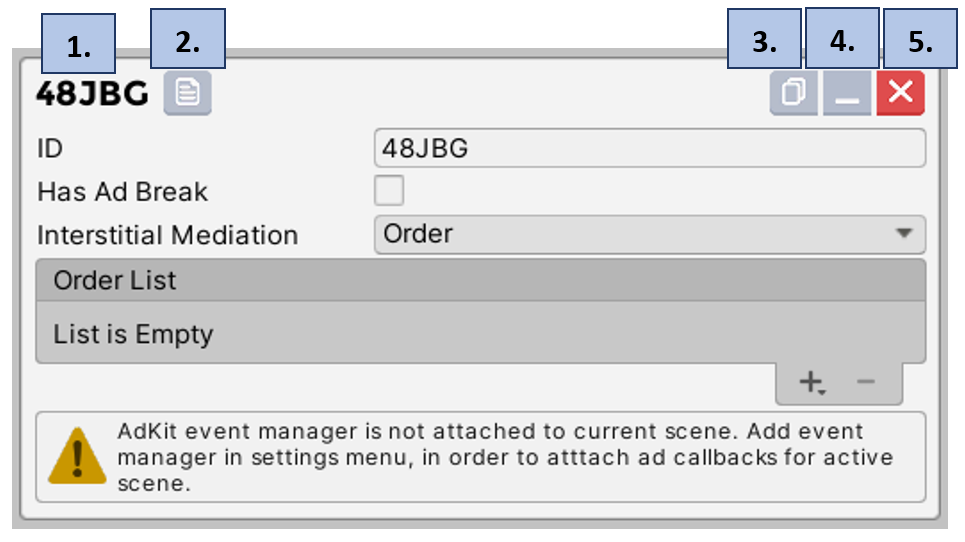 1. 2. 3. 4. 5.
48JBG
ID 48JBG
Has Ad Break
Interstitial Mediation Order
Order List
List is Empty
AdKit event manager is not attached to current scene. Add event
manager in settings menu, in order to atttach ad callbacks for active
scene.